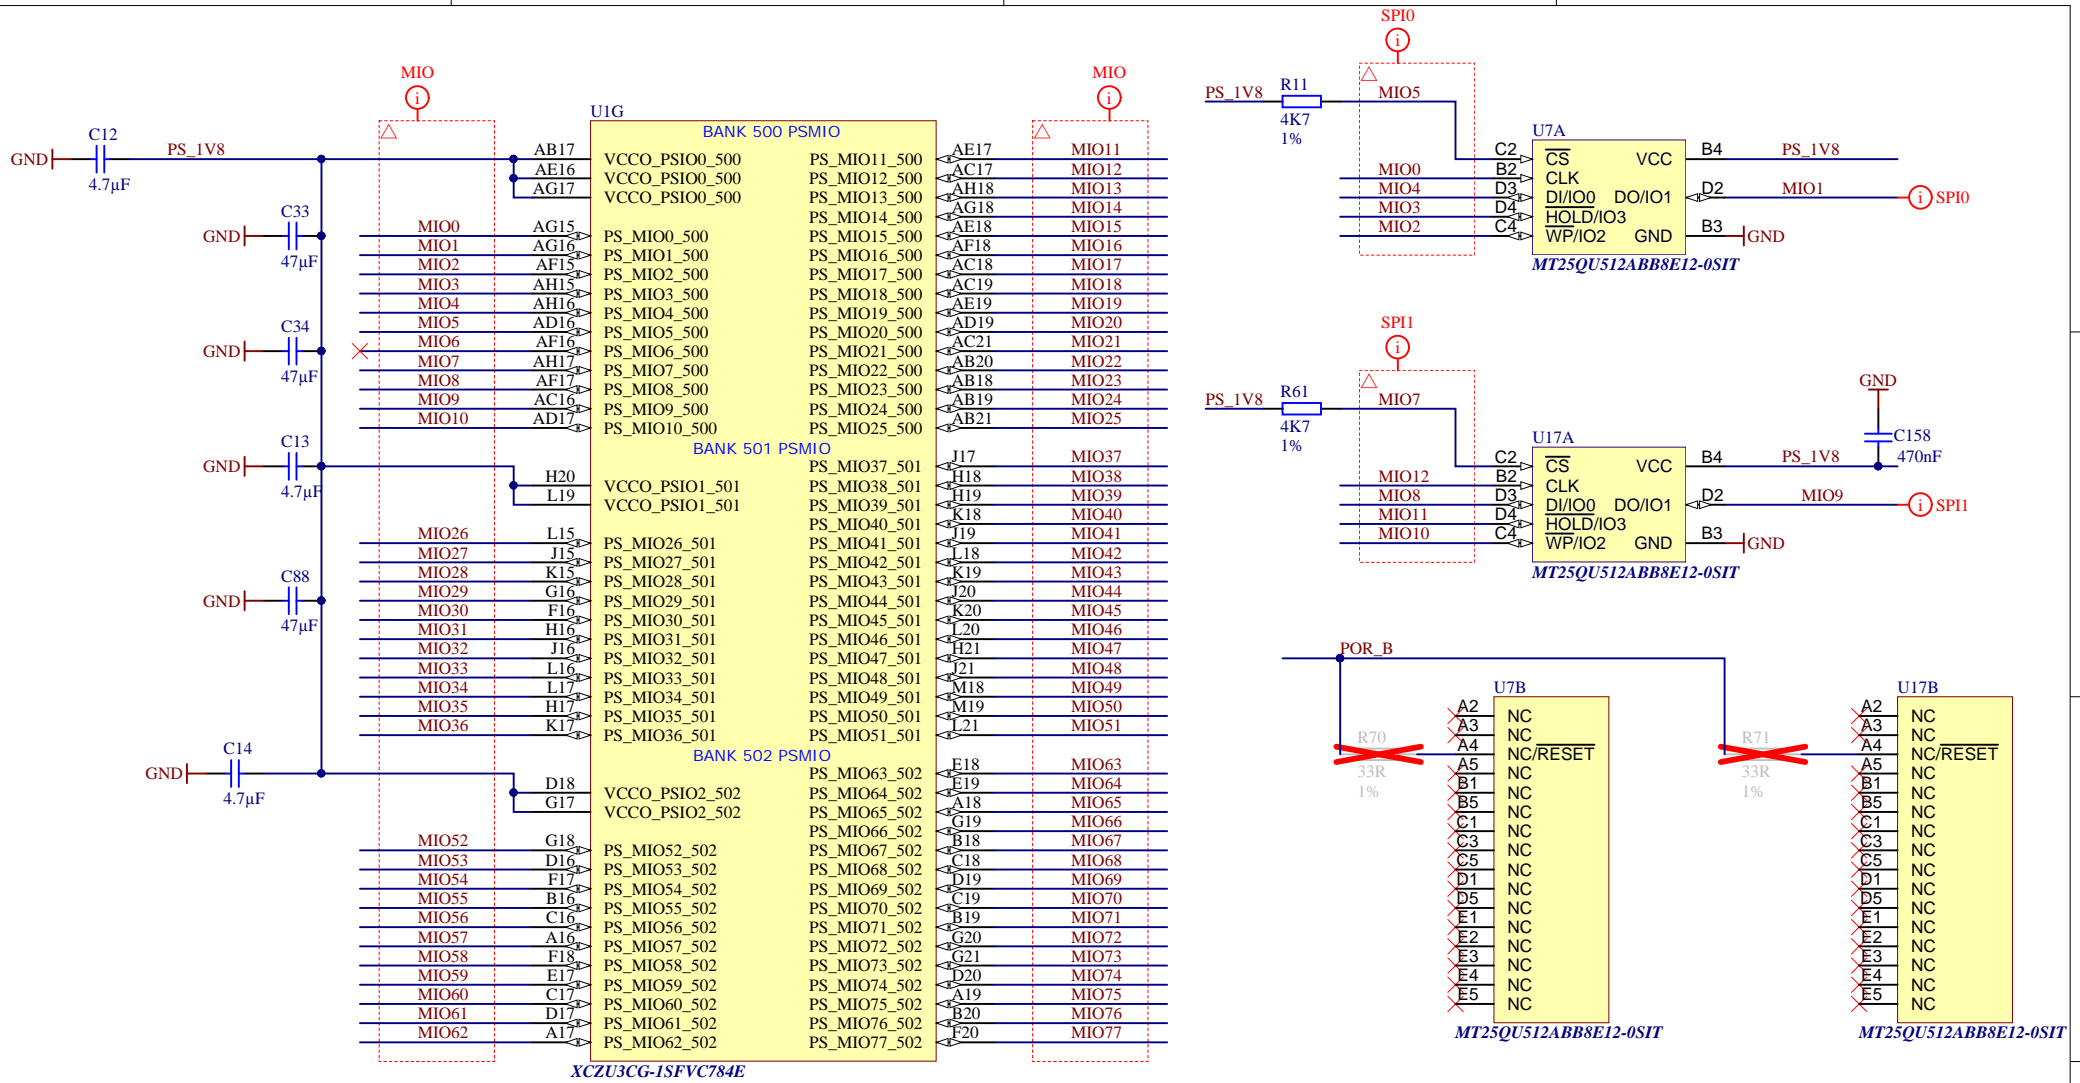 SPI0
MIO
MIO
PS_1V8 R11 MIO5
4K7
1%
U1G
BANK 500 PSMIO
C12
GND PS_1V8
4.7µF
AB17 VCCO_PSIO0_500 PS_MIO11_500 AE17 MIO11
AE16 VCCO_PSIO0_500 PS_MIO12_500 AC17 MIO12
AG17 VCCO_PSIO0_500 PS_MIO13_500 AH18 MIO13
PS_MIO14_500 AG18 MIO14
C33
GND
47µF
MIO0 AG15 PS_MIO0_500 PS_MIO15_500 AE18 MIO15
MIO1 AG16 PS_MIO1_500 PS_MIO16_500 AF18 MIO16
MIO2 AF15 PS_MIO2_500 PS_MIO17_500 AC18 MIO17
MIO3 AH15 PS_MIO3_500 PS_MIO18_500 AC19 MIO18
MIO4 AH16 PS_MIO4_500 PS_MIO19_500 AE19 MIO19
MIO5 AD16 PS_MIO5_500 PS_MIO20_500 AD19 MIO20
C34
GND
47µF
MIO6 AF16 PS_MIO6_500 PS_MIO21_500 AC21 MIO21
MIO7 AH17 PS_MIO7_500 PS_MIO22_500 AB20 MIO22
MIO8 AF17 PS_MIO8_500 PS_MIO23_500 AB18 MIO23
MIO9 AC16 PS_MIO9_500 PS_MIO24_500 AB19 MIO24
MIO10 AD17 PS_MIO10_500 PS_MIO25_500 AB21 MIO25
BANK 501 PSMIO
C13
GND
4.7µF
PS_MIO37_501 J17 MIO37
H20 VCCO_PSIO1_501 PS_MIO38_501 H18 MIO38
L19 VCCO_PSIO1_501 PS_MIO39_501 H19 MIO39
PS_MIO40_501 K18 MIO40
MIO26 L15 PS_MIO26_501 PS_MIO41_501 J19 MIO41
MIO27 J15 PS_MIO27_501 PS_MIO42_501 L18 MIO42
MIO28 K15 PS_MIO28_501 PS_MIO43_501 K19 MIO43
C88
GND
47µF
MIO29 G16 PS_MIO29_501 PS_MIO44_501 J20 MIO44
MIO30 F16 PS_MIO30_501 PS_MIO45_501 K20 MIO45
MIO31 H16 PS_MIO31_501 PS_MIO46_501 L20 MIO46
MIO32 J16 PS_MIO32_501 PS_MIO47_501 H21 MIO47
MIO33 L16 PS_MIO33_501 PS_MIO48_501 J21 MIO48
MIO34 L17 PS_MIO34_501 PS_MIO49_501 M18 MIO49
MIO35 H17 PS_MIO35_501 PS_MIO50_501 M19 MIO50
MIO36 K17 PS_MIO36_501 PS_MIO51_501 L21 MIO51
BANK 502 PSMIO
C14
GND
4.7µF
PS_MIO63_502 E18 MIO63
D18 VCCO_PSIO2_502 PS_MIO64_502 E19 MIO64
G17 VCCO_PSIO2_502 PS_MIO65_502 A18 MIO65
PS_MIO66_502 G19 MIO66
MIO52 G18 PS_MIO52_502 PS_MIO67_502 B18 MIO67
MIO53 D16 PS_MIO53_502 PS_MIO68_502 C18 MIO68
MIO54 F17 PS_MIO54_502 PS_MIO69_502 D19 MIO69
MIO55 B16 PS_MIO55_502 PS_MIO70_502 C19 MIO70
MIO56 C16 PS_MIO56_502 PS_MIO71_502 B19 MIO71
MIO57 A16 PS_MIO57_502 PS_MIO72_502 G20 MIO72
MIO58 F18 PS_MIO58_502 PS_MIO73_502 G21 MIO73
MIO59 E17 PS_MIO59_502 PS_MIO74_502 D20 MIO74
MIO60 C17 PS_MIO60_502 PS_MIO75_502 A19 MIO75
MIO61 D17 PS_MIO61_502 PS_MIO76_502 B20 MIO76
MIO62 A17 PS_MIO62_502 PS_MIO77_502 F20 MIO77
XCZU3CG-1SFVC784E
U7A
C2 CS VCC B4 PS_1V8
MIO0 B2 CLK
MIO4 D3 DI/IO0 DO/IO1 D2 MIO1 SPI0
MIO3 D4 HOLD/IO3
MIO2 C4 WP/IO2 GND B3 GND
MT25QU512ABB8E12-0SIT
SPI1
PS_1V8 R61 MIO7
4K7
1%
GND
C158
470nF
U17A
C2 CS VCC B4 PS_1V8
MIO12 B2 CLK
MIO8 D3 DI/IO0 DO/IO1 D2 MIO9 SPI1
MIO11 D4 HOLD/IO3
MIO10 C4 WP/IO2 GND B3 GND
MT25QU512ABB8E12-0SIT
POR_B
R70
33R
1%
R71
33R
1%
U7B
A2 NC
A3 NC
A4 NC/RESET
A5 NC
B1 NC
B5 NC
C1 NC
C3 NC
C5 NC
D1 NC
D5 NC
E1 NC
E2 NC
E3 NC
E4 NC
E5 NC
MT25QU512ABB8E12-0SIT
U17B
A2 NC
A3 NC
A4 NC/RESET
A5 NC
B1 NC
B5 NC
C1 NC
C3 NC
C5 NC
D1 NC
D5 NC
E1 NC
E2 NC
E3 NC
E4 NC
E5 NC
MT25QU512ABB8E12-0SIT